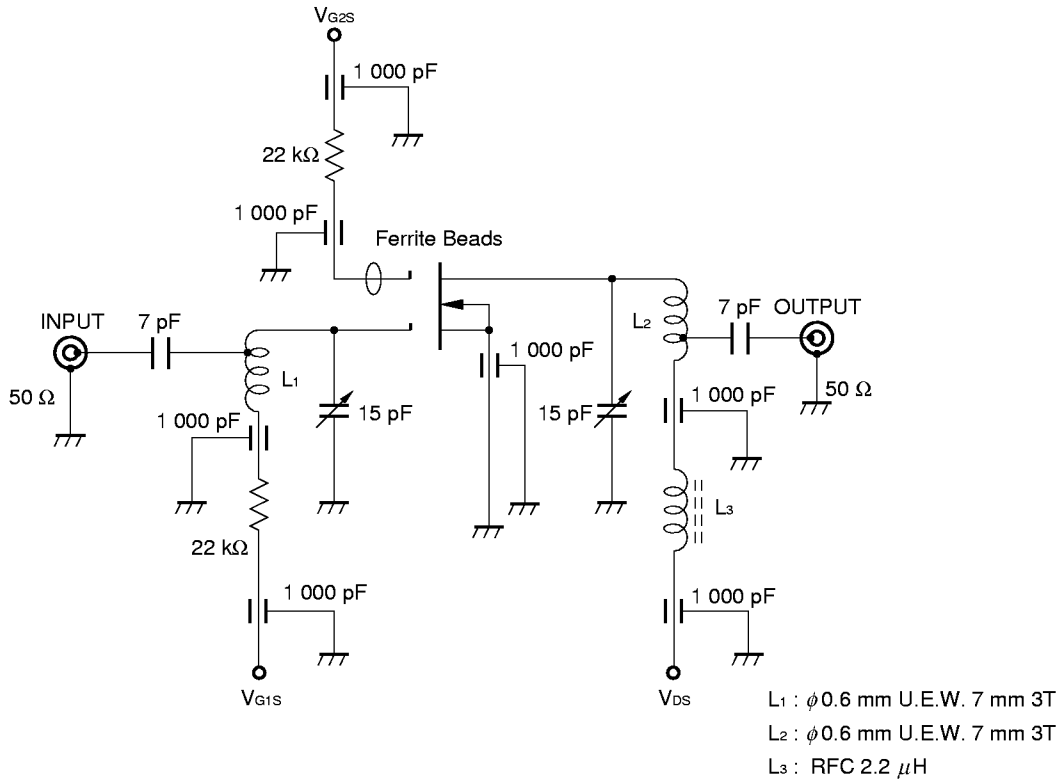 VG2S
1 000 pF
22 kΩ
1 000 pF
Ferrite Beads
INPUT
7 pF
7 pF
OUTPUT
L2
1 000 pF
L1
50 Ω
50 Ω
15 pF
15 pF
1 000 pF
1 000 pF
L3
22 kΩ
1 000 pF
1 000 pF
VG1S
VDS
L1 : ϕ 0.6 mm U.E.W. 7 mm 3T
L2 : ϕ 0.6 mm U.E.W. 7 mm 3T
L3 : RFC 2.2 μH